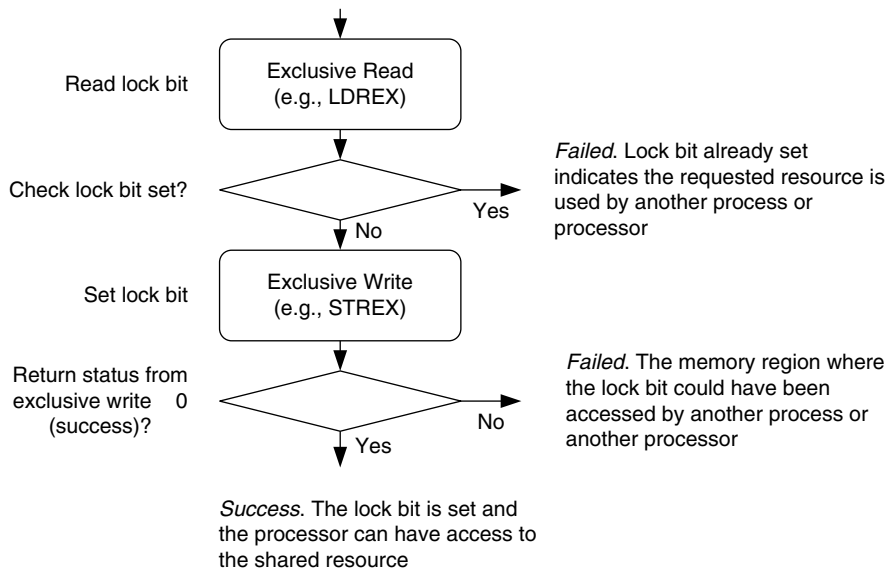 Read lock bit
Exclusive Read
(e.g., LDREX)
Check lock bit set?
Yes
Failed. Lock bit already set
indicates the requested resource is
used by another process or
processor
No
Set lock bit
Exclusive Write
(e.g., STREX)
Return status from
exclusive write 0
(success)?
No
Failed. The memory region where
the lock bit could have been
accessed by another process or
another processor
Yes
Success. The lock bit is set and
the processor can have access to
the shared resource